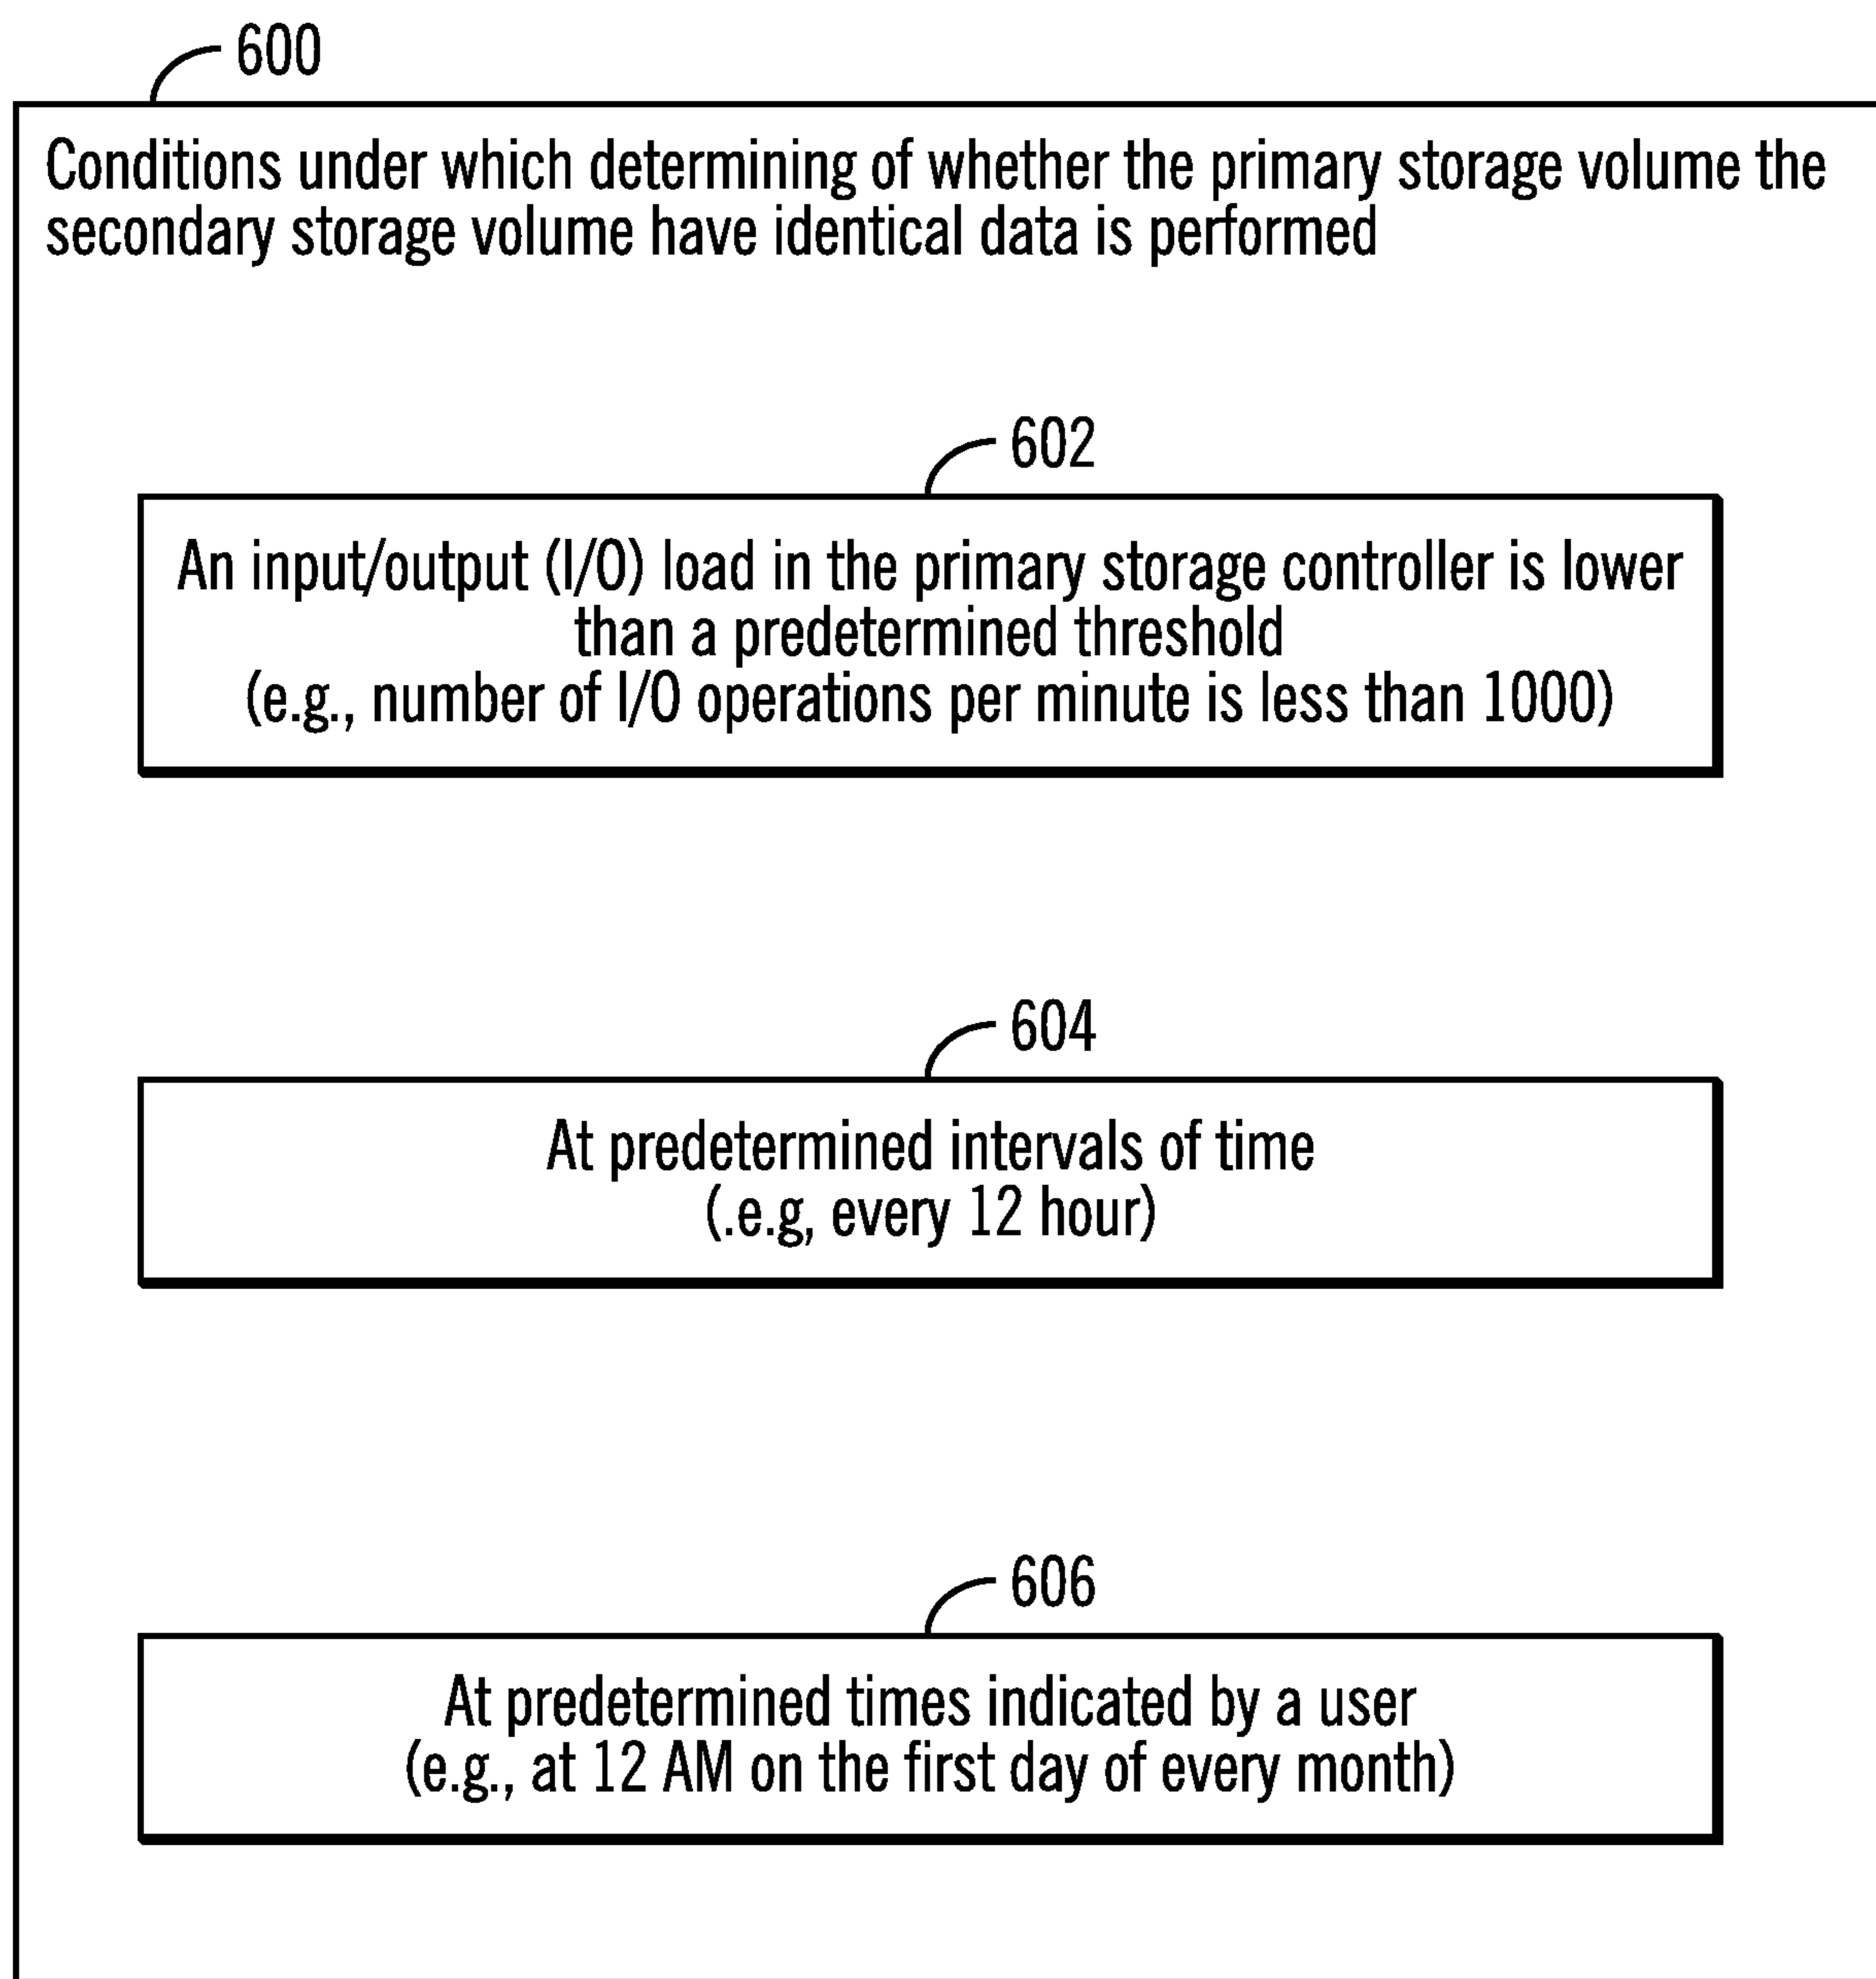 600
Conditions under which determining of whether the primary storage volume the
secondary storage volume have identical data is performed
602
An input/output (I/O) load in the primary storage controller is lower
than a predetermined threshold
(e.g., number of I/O operations per minute is less than 1000)
604
At predetermined intervals of time
(.e.g, every 12 hour)
606
At predetermined times indicated by a user
(e.g., at 12 AM on the first day of every month)